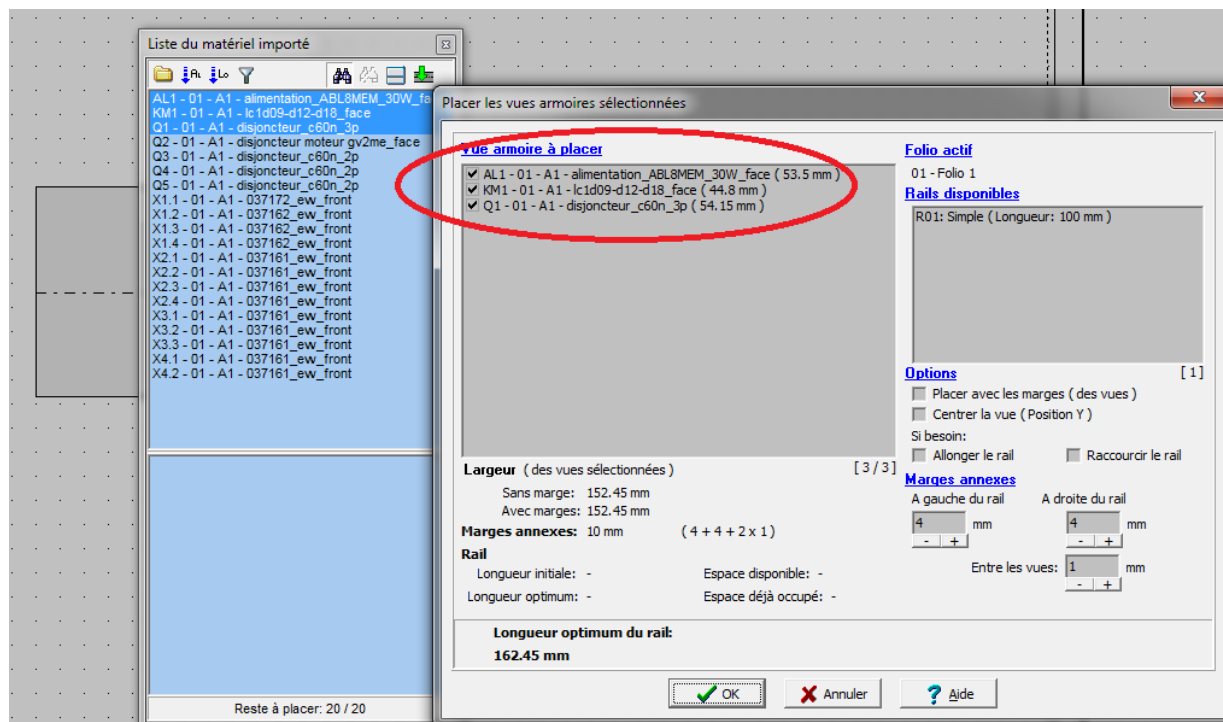 Liste du matériel importé
AL1 - 01 - A1 - alimentation_ABL8MEM_30W_fa
KM1 - 01 - A1 - lc1d09-d12-d18_face
Q1 - 01 - A1 - disjoncteur_c60n_3p
Q2 - 01 - A1 - disjoncteur moteur gv2me_face
Q3 - 01 - A1 - disjoncteur_c60n_2p
Q4 - 01 - A1 - disjoncteur_c60n_2p
Q5 - 01 - A1 - disjoncteur_c60n_2p
X1.1 - 01 - A1 - 037172_ew_front
X1.2 - 01 - A1 - 037162_ew_front
X1.3 - 01 - A1 - 037162_ew_front
X1.4 - 01 - A1 - 037162_ew_front
X2.1 - 01 - A1 - 037161_ew_front
X2.2 - 01 - A1 - 037161_ew_front
X2.3 - 01 - A1 - 037161_ew_front
X2.4 - 01 - A1 - 037161_ew_front
X3.1 - 01 - A1 - 037161_ew_front
X3.2 - 01 - A1 - 037161_ew_front
X3.3 - 01 - A1 - 037161_ew_front
X4.1 - 01 - A1 - 037161_ew_front
X4.2 - 01 - A1 - 037161_ew_front
Reste à placer: 20 / 20
Placer les vues armoires sélectionnées
Vue armoire à placer
AL1 - 01 - A1 - alimentation_ABL8MEM_30W_face ( 53.5 mm )
KM1 - 01 - A1 - lc1d09-d12-d18_face ( 44.8 mm )
Q1 - 01 - A1 - disjoncteur_c60n_3p ( 54.15 mm )
[ 3 / 3 ]
Largeur ( des vues sélectionnées )
Sans marge: 152.45 mm
Avec marges: 152.45 mm
Marges annexes: 10 mm ( 4 + 4 + 2 x 1 )
Rail
Longueur initiale: - Espace disponible: -
Longueur optimum: - Espace déjà occupé: -
Folio actif
01 - Folio 1
Rails disponibles
R01: Simple ( Longueur: 100 mm )
[ 1 ]
Options
Placer avec les marges ( des vues )
Centrer la vue ( Position Y )
Si besoin:
Allonger le rail Raccourcir le rail
Marges annexes
A gauche du rail A droite du rail
4 mm 4 mm
- + - +
Entre les vues: 1 mm
- +
Longueur optimum du rail:
162.45 mm
OK Annuler Aide